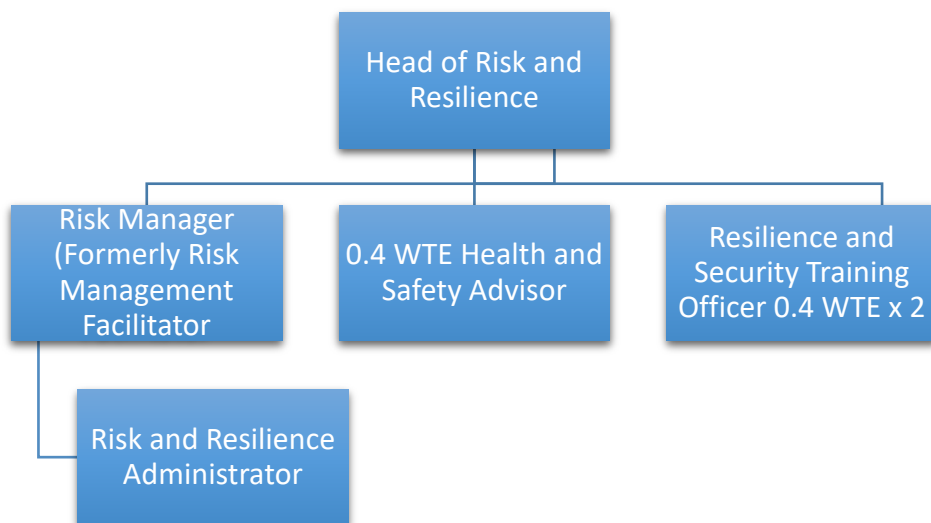 Head of Risk and
Resilience
Risk Manager
(Formerly Risk
Management
Facilitator
0.4 WTE Health and
Safety Advisor
Resilience and
Security Training
Officer 0.4 WTE x 2
Risk and Resilience
Administrator